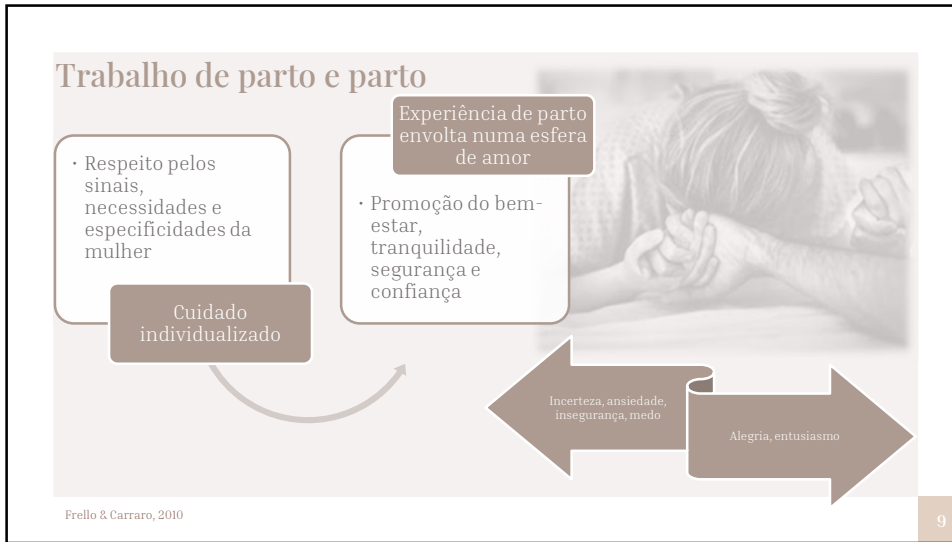 Trabalho de parto e parto
• Respeito pelos
sinais,
necessidades e
especificidades da
mulher
Cuidado
individualizado
Experiência de parto
envolta numa esfera
de amor
• Promoção do bem-
estar,
tranquilidade,
segurança e
confiança
Incerteza, ansiedade,
insegurança, medo
Alegria, entusiasmo
Frello & Carraro, 2010
9